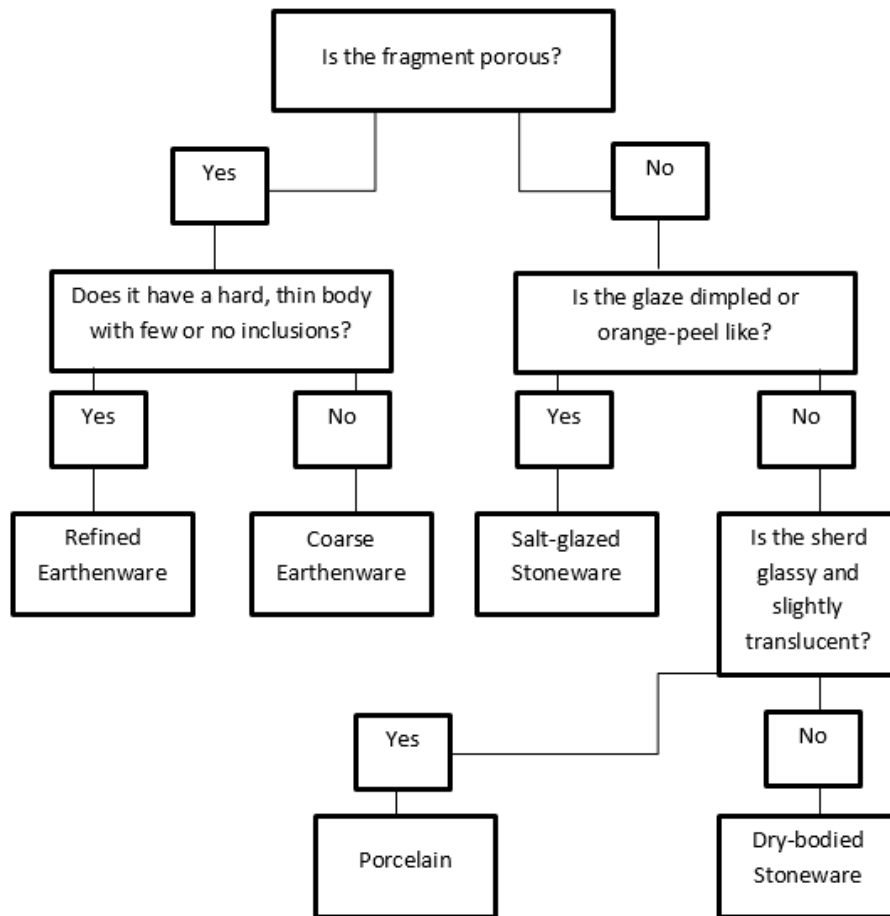 Is the fragment porous?
Yes
No
Does it have a hard, thin body
with few or no inclusions?
Is the glaze dimpled or
orange-peel like?
Yes
No
Yes
No
Refined
Earthenware
Coarse
Earthenware
Salt-glazed
Stoneware
Is the sherd
glassy and
slightly
translucent?
Yes
No
Porcelain
Dry-bodied
Stoneware